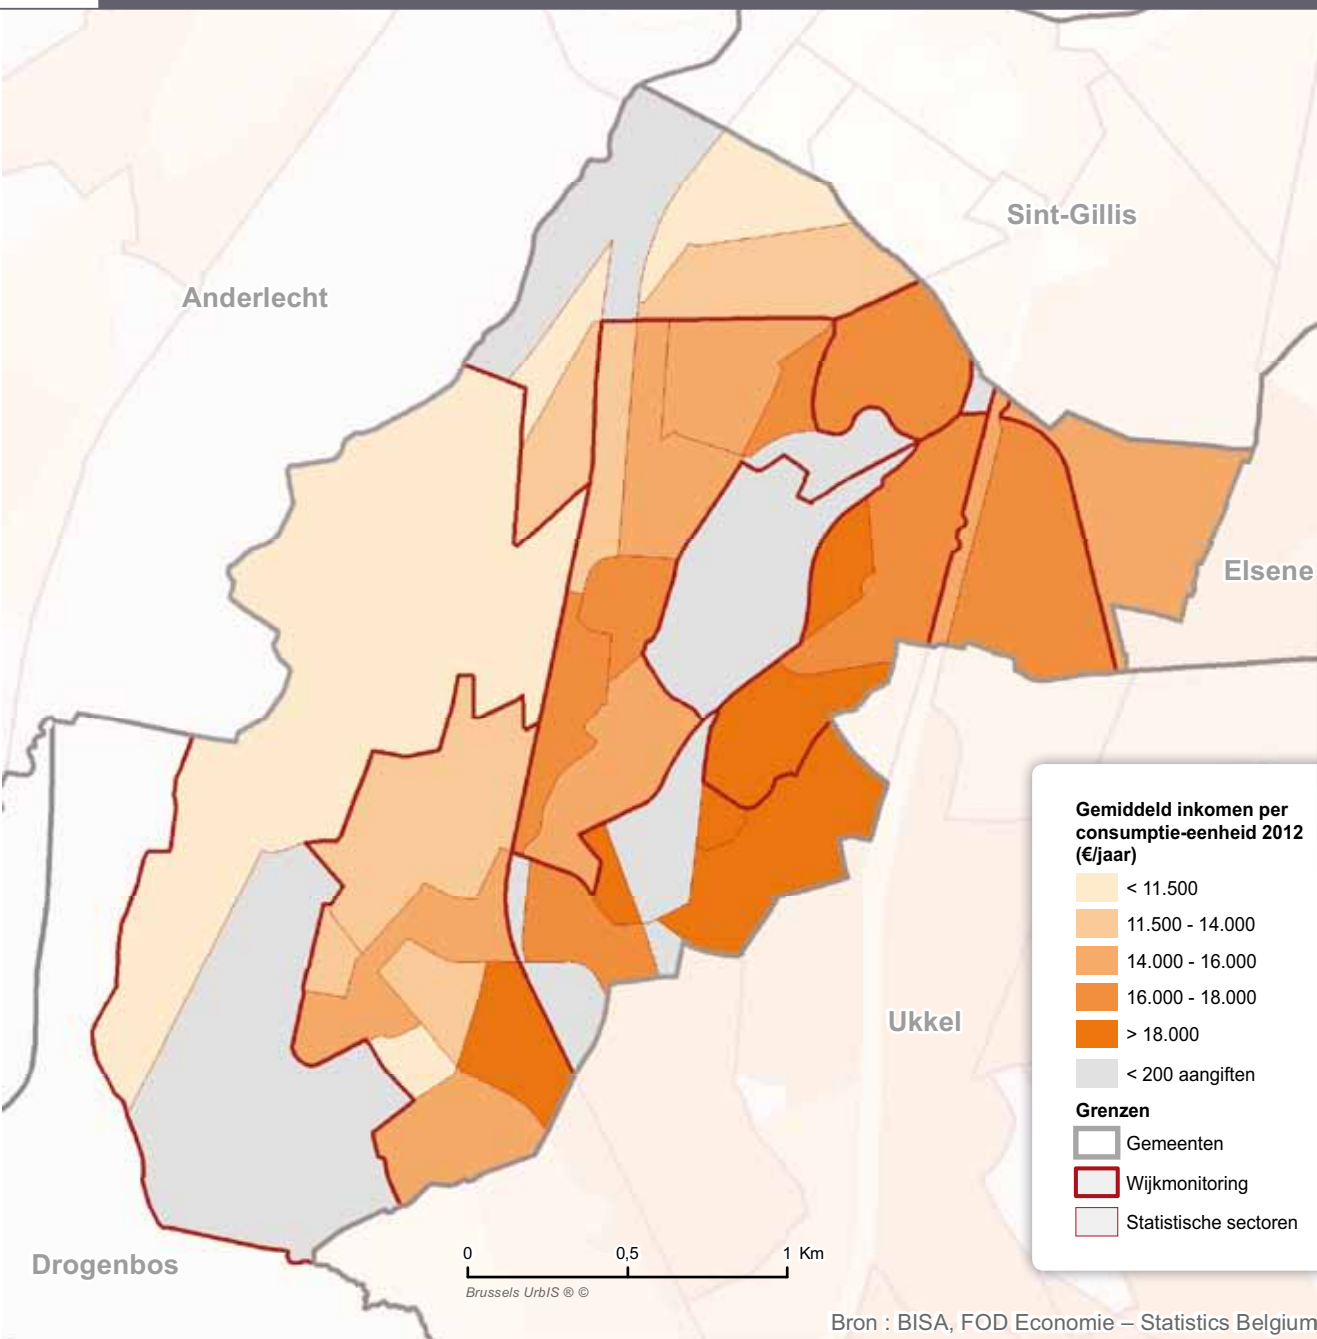 Sint-Gillis
Anderlecht
Elsene
Gemiddeld inkomen per
consumptie-eenheid 2012
(€/jaar)
< 11.500
11.500 - 14.000
14.000 - 16.000
16.000 - 18.000
> 18.000
< 200 aangiften
Grenzen
Gemeenten
Wijkmonitoring
Statistische sectoren
Ukkel
Drogenbos
0 0,5 1 Km
Brussels UrbIS ® ©
Bron : BISA, FOD Economie – Statistics Belgium